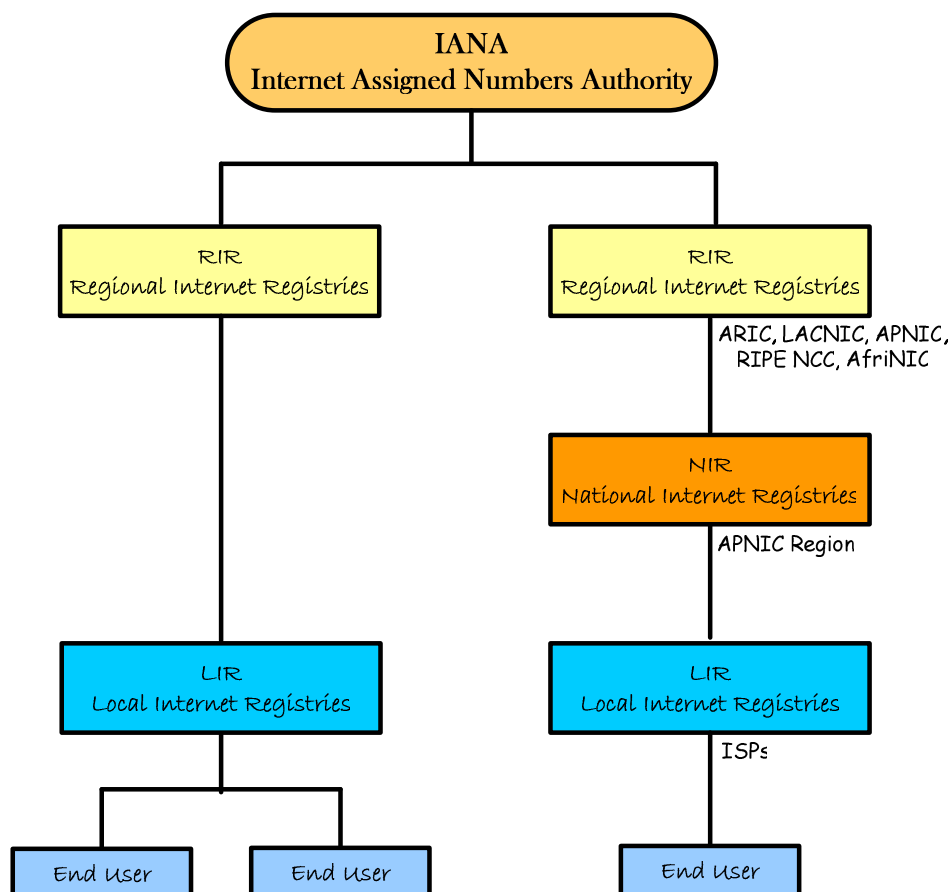 IANA
Internet Assigned Numbers Authority
RIR
Regional Internet Registries
RIR
Regional Internet Registries
ARIC, LACNIC, APNIC,
RIPE NCC, AfriNIC
NIR
National Internet Registries
APNIC Region
LIR
Local Internet Registries
LIR
Local Internet Registries
ISPs
End User
End User
End User